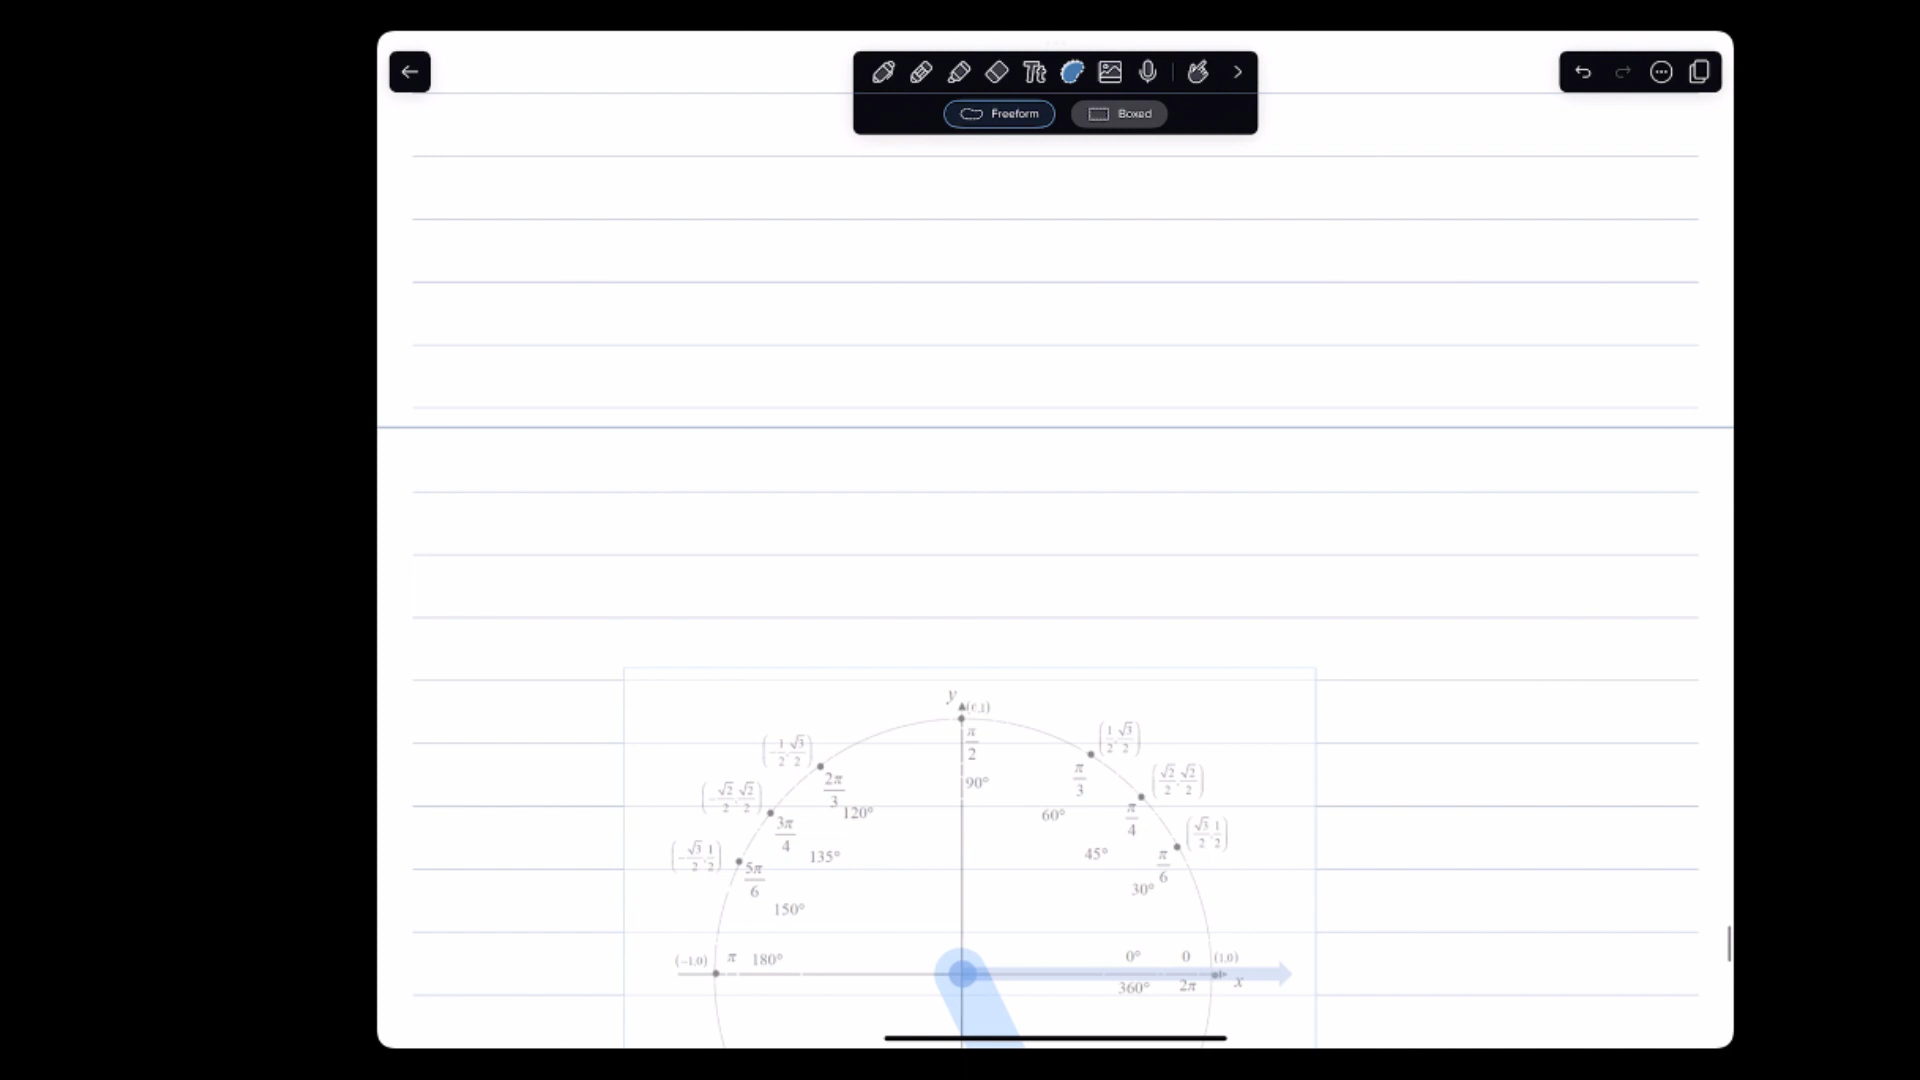 Tt
Freeform
Boxed
y
(0,1)
π/2
90°
(1/2, √3/2)
π/3
60°
(√2/2, √2/2)
π/4
45°
(√3/2, 1/2)
π/6
30°
(-1/2, √3/2)
2π/3
120°
(-√2/2, √2/2)
3π/4
135°
(-√3/2, 1/2)
5π/6
150°
(-1,0) π 180°
0° 0 (1,0)
360° 2π x